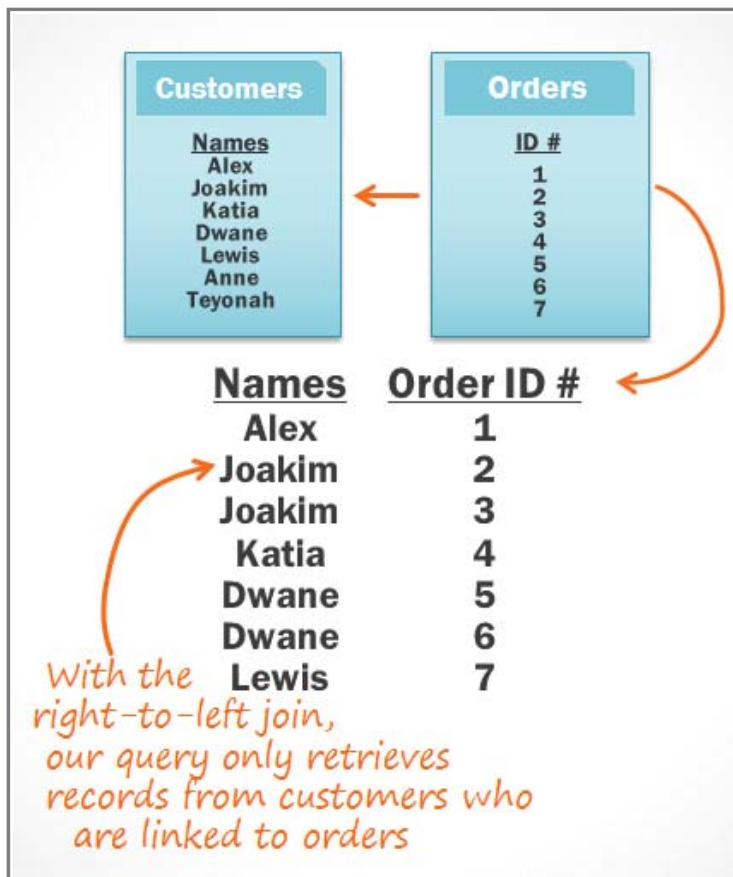 Customers
Names
Alex
Joakim
Katia
Dwane
Lewis
Anne
Teyonah
Orders
ID #
1
2
3
4
5
6
7
Names Order ID #
Alex 1
Joakim 2
Joakim 3
Katia 4
Dwane 5
Dwane 6
Lewis 7
With the
right-to-left join,
our query only retrieves
records from customers who
are linked to orders